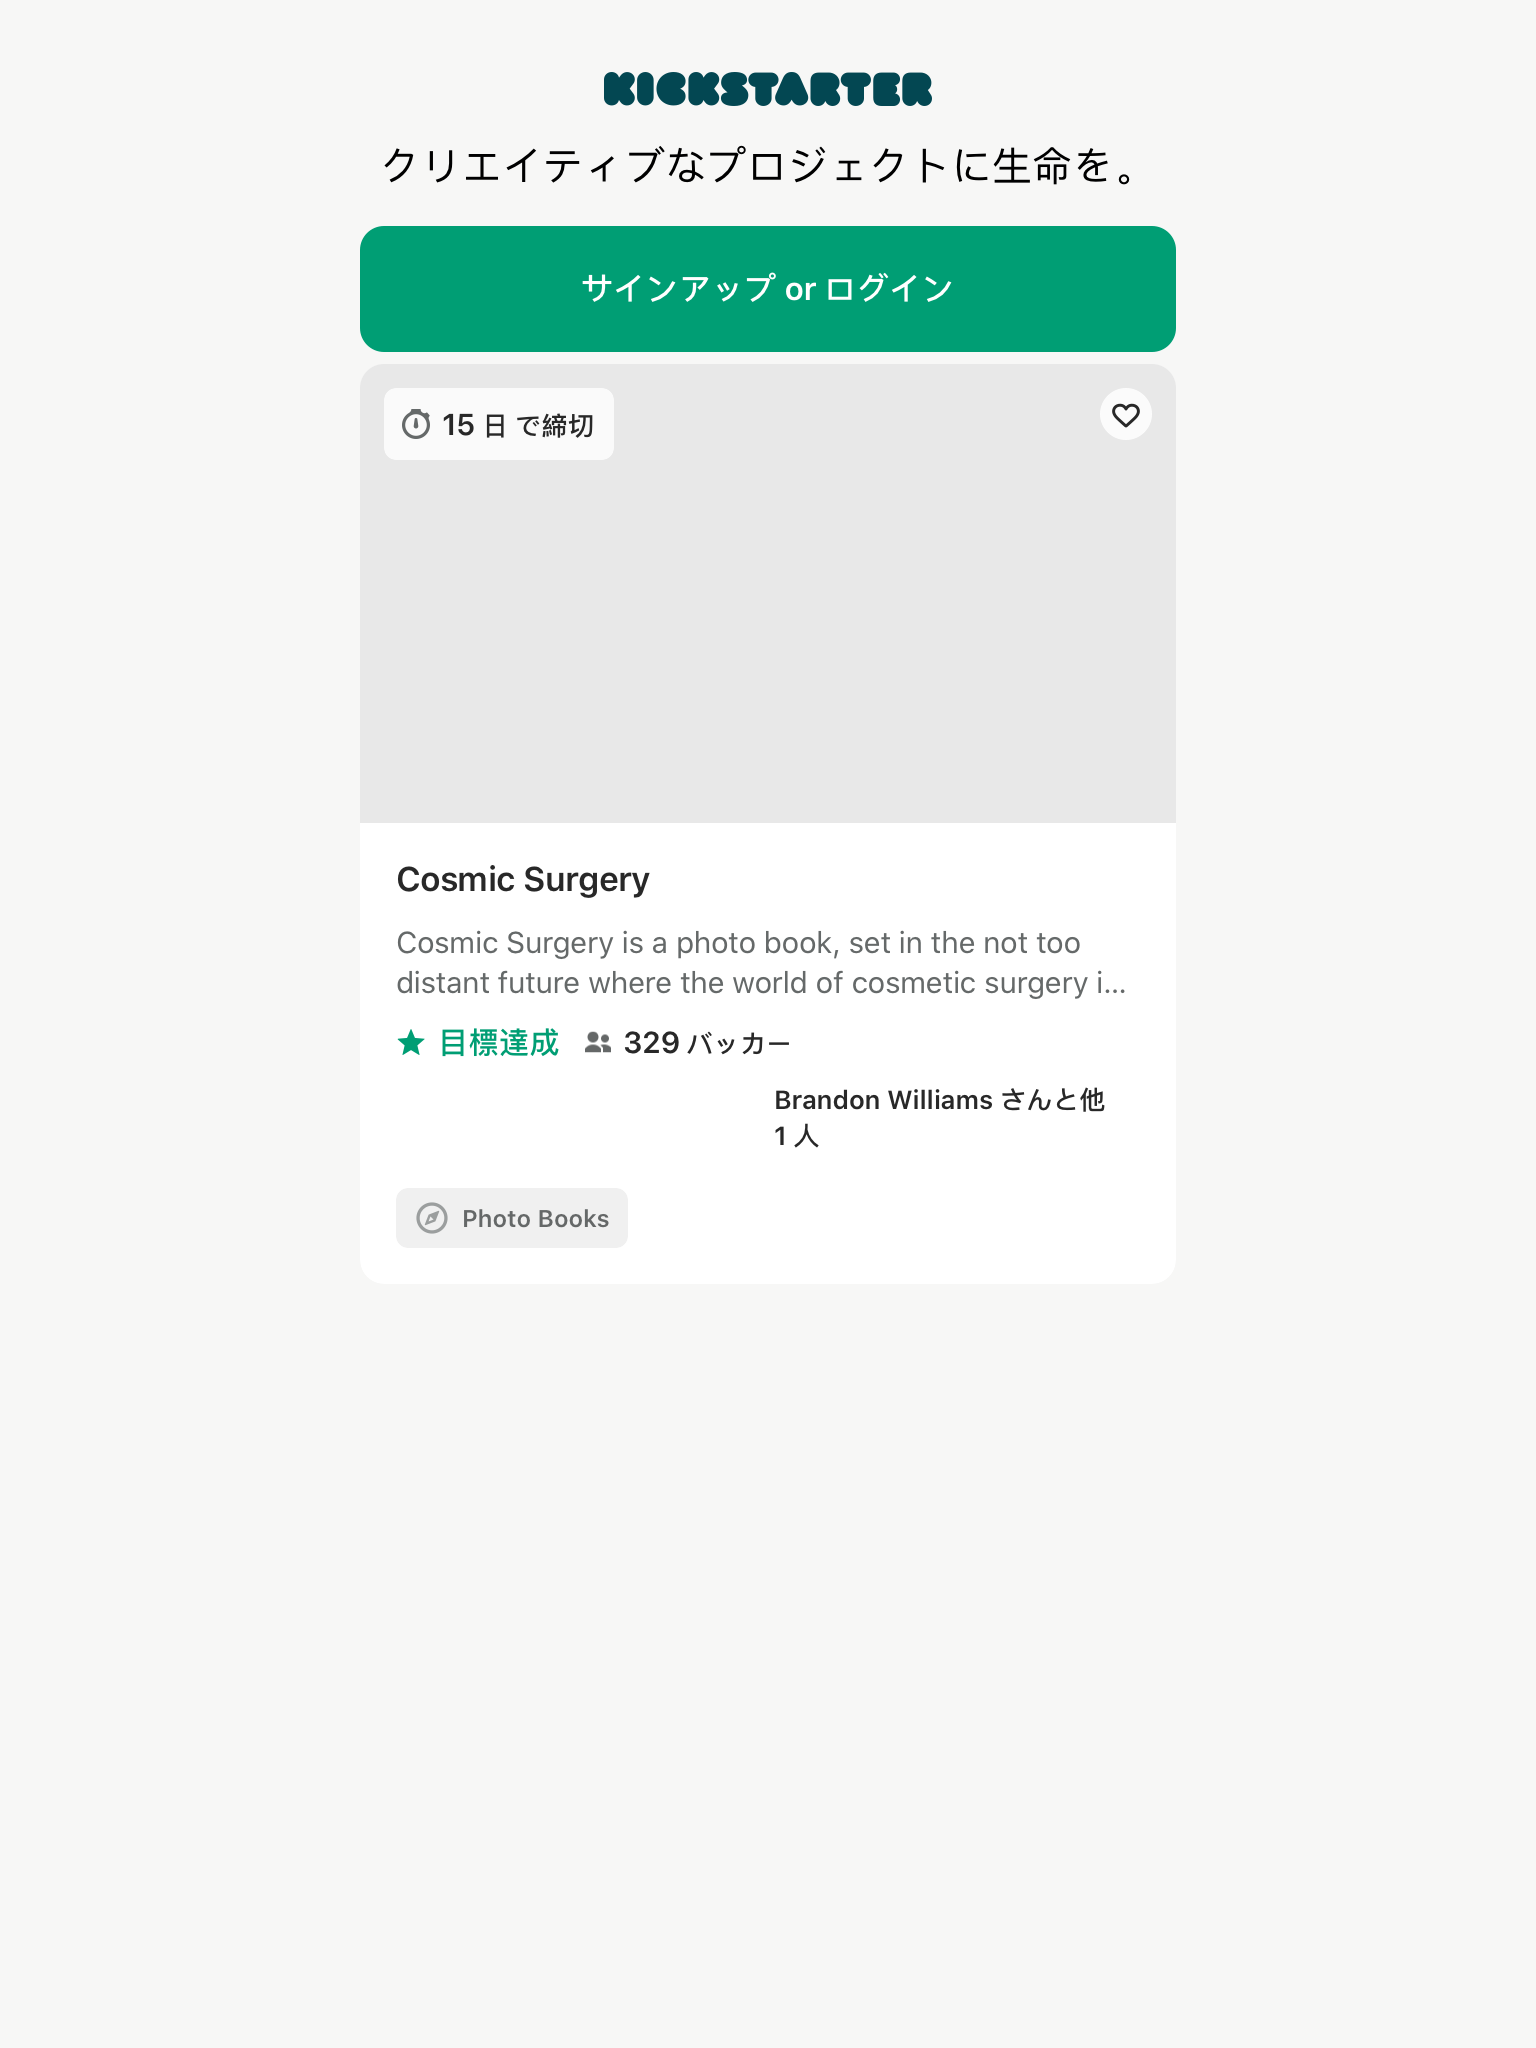 KICKSTARTER
クリエイティブなプロジェクトに生命を。
サインアップ or ログイン
15 日 で締切
Cosmic Surgery
Cosmic Surgery is a photo book, set in the not too
distant future where the world of cosmetic surgery i...
目標達成 329 バッカー
Brandon Williams さんと他
1 人
Photo Books